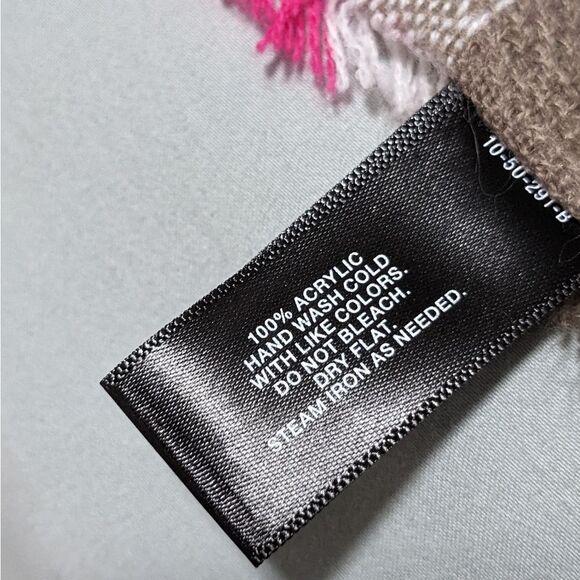 10-50-291-B
100% ACRYLIC
HAND WASH COLD
WITH LIKE COLORS.
DO NOT BLEACH.
DRY FLAT.
STEAM IRON AS NEEDED.